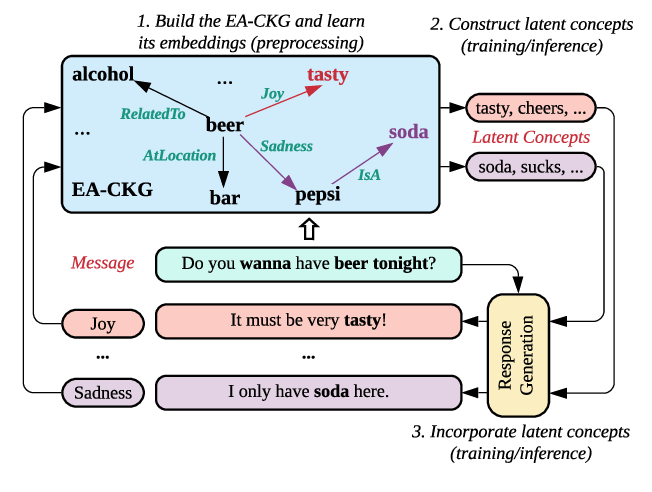 1. Build the EA-CKG and learn
its embeddings (preprocessing)
2. Construct latent concepts
(training/inference)
alcohol
...
tasty
Joy
RelatedTo
beer
...
soda
AtLocation
Sadness
IsA
EA-CKG
bar
pepsi
tasty, cheers, ...
Latent Concepts
soda, sucks, ...
Message
Do you wanna have beer tonight?
Joy
It must be very tasty!
...
...
Sadness
I only have soda here.
Response
Generation
3. Incorporate latent concepts
(training/inference)